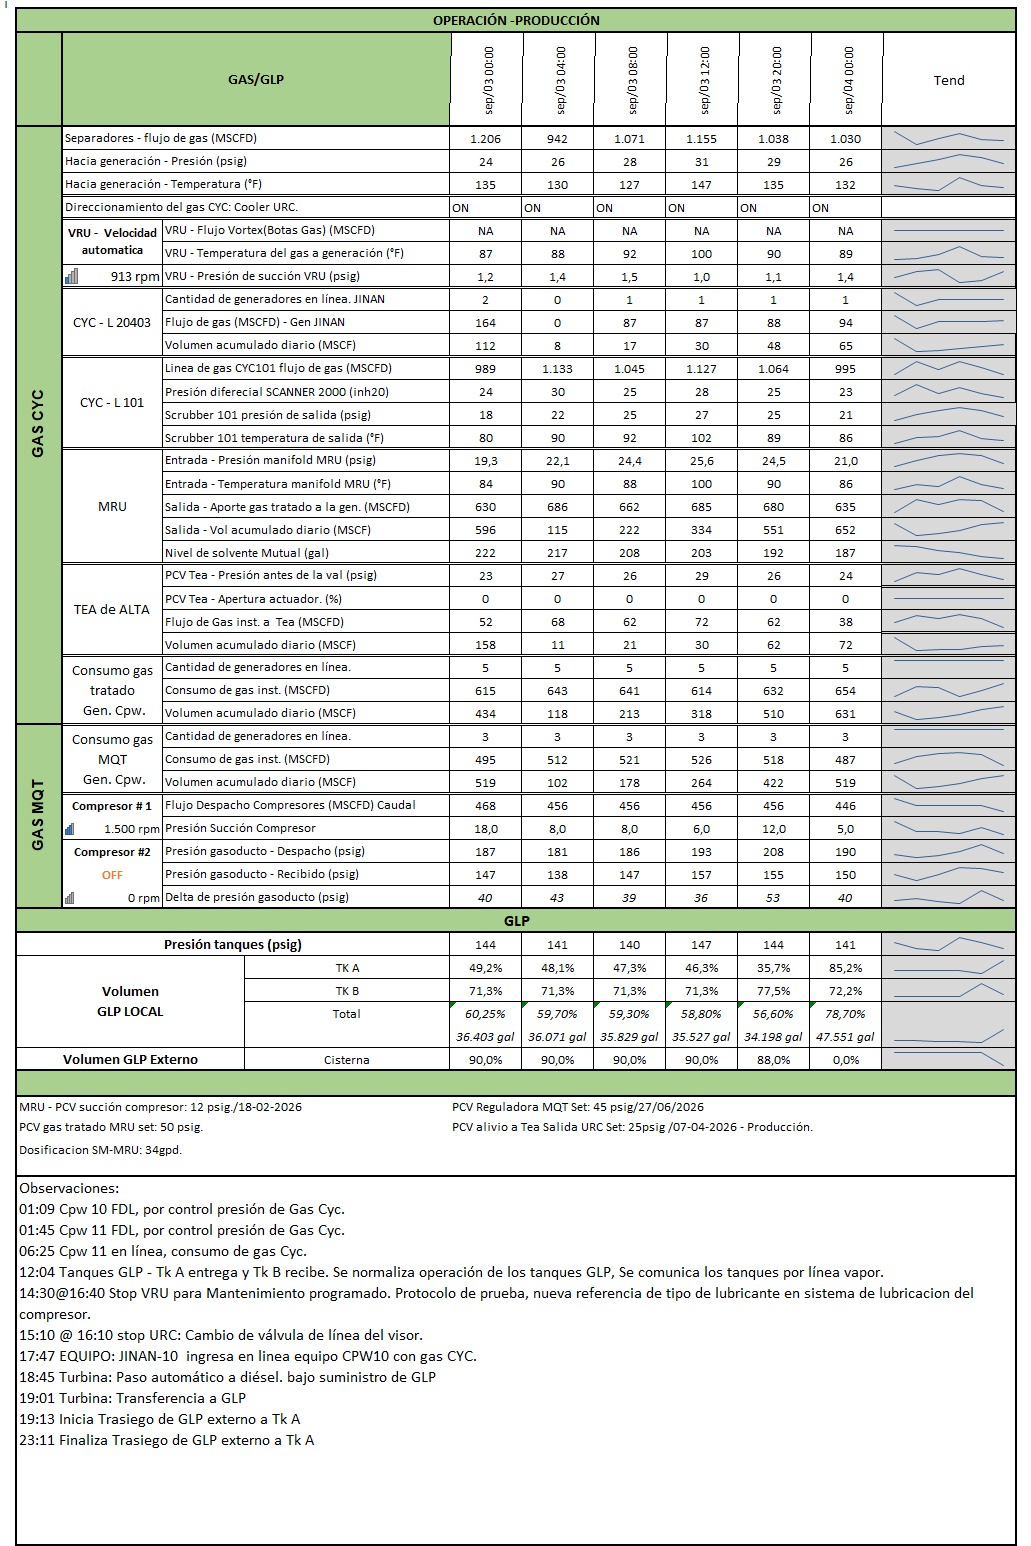 OPERACIÓN -PRODUCCIÓN
GAS/GLP sep/03 00:00 sep/03 04:00 sep/03 08:00 sep/03 12:00 sep/03 20:00 sep/04 00:00 Tend
GAS CYC
Separadores - flujo de gas (MSCFD) 1.206 942 1.071 1.155 1.038 1.030
Hacia generación - Presión (psig) 24 26 28 31 29 26
Hacia generación - Temperatura (°F) 135 130 127 147 135 132
Direccionamiento del gas CYC: Cooler URC. ON ON ON ON ON ON
VRU - Velocidad automatica
VRU - Flujo Vortex(Botas Gas) (MSCFD) NA NA NA NA NA NA
VRU - Temperatura del gas a generación (°F) 87 88 92 100 90 89
913 rpm VRU - Presión de succión VRU (psig) 1,2 1,4 1,5 1,0 1,1 1,4
CYC - L 20403
Cantidad de generadores en línea. JINAN 2 0 1 1 1 1
Flujo de gas (MSCFD) - Gen JINAN 164 0 87 87 88 94
Volumen acumulado diario (MSCF) 112 8 17 30 48 65
CYC - L 101
Linea de gas CYC101 flujo de gas (MSCFD) 989 1.133 1.045 1.127 1.064 995
Presión diferecial SCANNER 2000 (inh20) 24 30 25 28 25 23
Scrubber 101 presión de salida (psig) 18 22 25 27 25 21
Scrubber 101 temperatura de salida (°F) 80 90 92 102 89 86
MRU
Entrada - Presión manifold MRU (psig) 19,3 22,1 24,4 25,6 24,5 21,0
Entrada - Temperatura manifold MRU (°F) 84 90 88 100 90 86
Salida - Aporte gas tratado a la gen. (MSCFD) 630 686 662 685 680 635
Salida - Vol acumulado diario (MSCF) 596 115 222 334 551 652
Nivel de solvente Mutual (gal) 222 217 208 203 192 187
TEA de ALTA
PCV Tea - Presión antes de la val (psig) 23 27 26 29 26 24
PCV Tea - Apertura actuador. (%) 0 0 0 0 0 0
Flujo de Gas inst. a Tea (MSCFD) 52 68 62 72 62 38
Volumen acumulado diario (MSCF) 158 11 21 30 62 72
Consumo gas tratado Gen. Cpw.
Cantidad de generadores en línea. 5 5 5 5 5 5
Consumo de gas inst. (MSCFD) 615 643 641 614 632 654
Volumen acumulado diario (MSCF) 434 118 213 318 510 631
GAS MQT
Consumo gas MQT Gen. Cpw.
Cantidad de generadores en línea. 3 3 3 3 3 3
Consumo de gas inst. (MSCFD) 495 512 521 526 518 487
Volumen acumulado diario (MSCF) 519 102 178 264 422 519
Compresor # 1 Flujo Despacho Compresores (MSCFD) Caudal 468 456 456 456 456 446
1.500 rpm Presión Succión Compresor 18,0 8,0 8,0 6,0 12,0 5,0
Compresor #2 Presión gasoducto - Despacho (psig) 187 181 186 193 208 190
OFF Presión gasoducto - Recibido (psig) 147 138 147 157 155 150
0 rpm Delta de presión gasoducto (psig) 40 43 39 36 53 40
GLP
Presión tanques (psig) 144 141 140 147 144 141
Volumen GLP LOCAL
TK A 49,2% 48,1% 47,3% 46,3% 35,7% 85,2%
TK B 71,3% 71,3% 71,3% 71,3% 77,5% 72,2%
Total 60,25% 59,70% 59,30% 58,80% 56,60% 78,70%
36.403 gal 36.071 gal 35.829 gal 35.527 gal 34.198 gal 47.551 gal
Volumen GLP Externo Cisterna 90,0% 90,0% 90,0% 90,0% 88,0% 0,0%
MRU - PCV succión compresor: 12 psig./18-02-2026 PCV Reguladora MQT Set: 45 psig/27/06/2026
PCV gas tratado MRU set: 50 psig. PCV alivio a Tea Salida URC Set: 25psig /07-04-2026 - Producción.
Dosificacion SM-MRU: 34gpd.
Observaciones:
01:09 Cpw 10 FDL, por control presión de Gas Cyc.
01:45 Cpw 11 FDL, por control presión de Gas Cyc.
06:25 Cpw 11 en línea, consumo de gas Cyc.
12:04 Tanques GLP - Tk A entrega y Tk B recibe. Se normaliza operación de los tanques GLP, Se comunica los tanques por línea vapor.
14:30@16:40 Stop VRU para Mantenimiento programado. Protocolo de prueba, nueva referencia de tipo de lubricante en sistema de lubricacion del
compresor.
15:10 @ 16:10 stop URC: Cambio de válvula de línea del visor.
17:47 EQUIPO: JINAN-10 ingresa en linea equipo CPW10 con gas CYC.
18:45 Turbina: Paso automático a diésel. bajo suministro de GLP
19:01 Turbina: Transferencia a GLP
19:13 Inicia Trasiego de GLP externo a Tk A
23:11 Finaliza Trasiego de GLP externo a Tk A